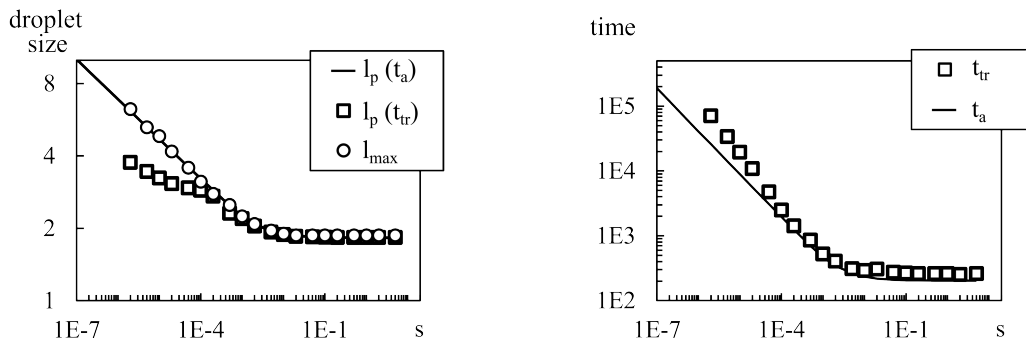 droplet
size
8
4
2
1
1E-7
1E-4
1E-1
s
l_p (t_a)
l_p (t_tr)
l_max
time
1E5
1E4
1E3
1E2
1E-7
1E-4
1E-1
s
t_tr
t_a